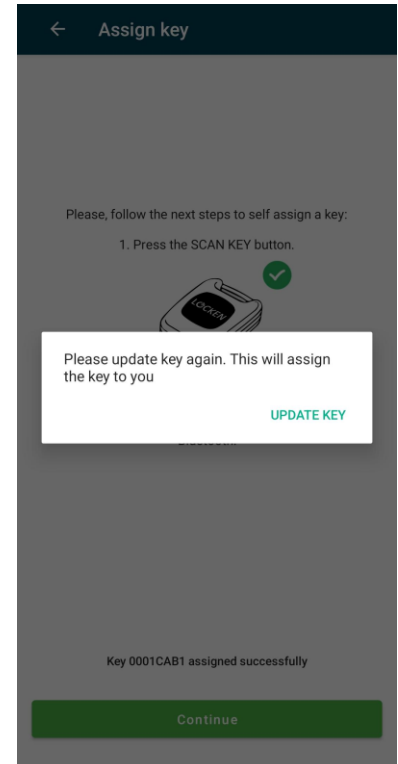 Assign key
Please, follow the next steps to self assign a key:
1. Press the SCAN KEY button.
LOCKEN
Please update key again. This will assign
the key to you
UPDATE KEY
Key 0001CAB1 assigned successfully
Continue